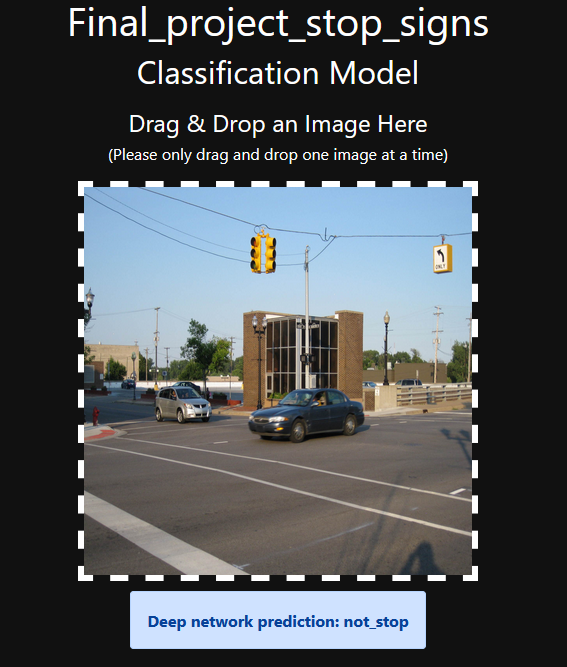 Final_project_stop_signs
Classification Model
Drag & Drop an Image Here
(Please only drag and drop one image at a time)
ONLY
Deep network prediction: not_stop